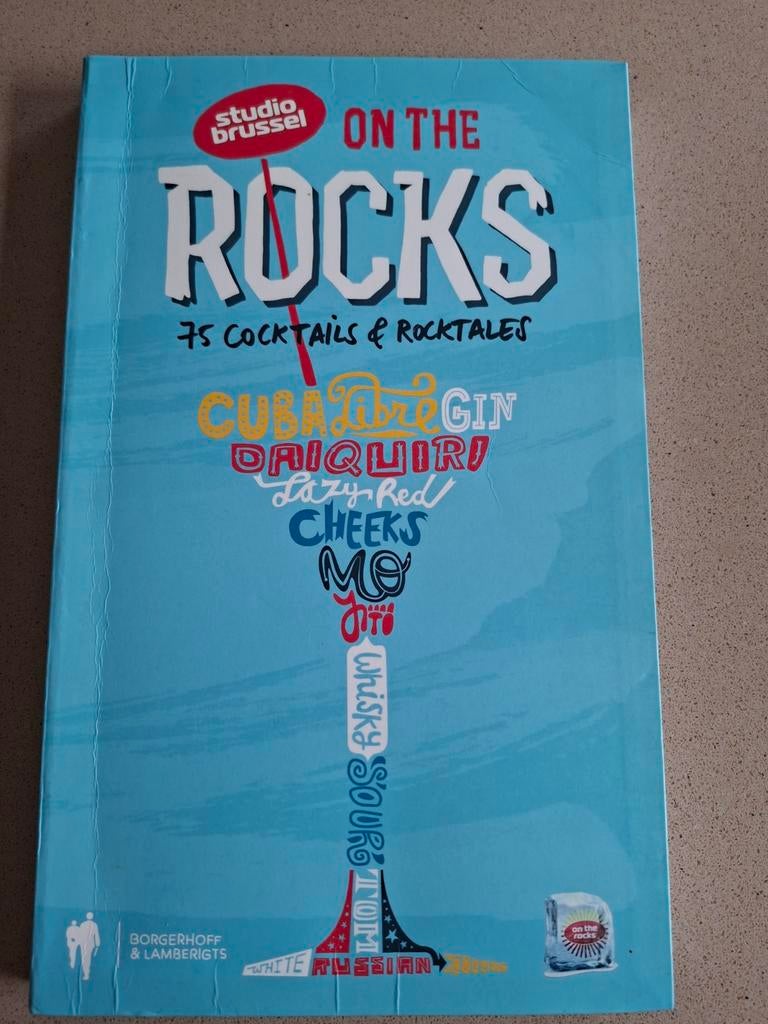 studio
brussel
ON THE
ROCKS
75 COCKTAILS & ROCKTALES
CUBA Libre GIN
DAIQUIRI
Lazy Red
CHEEKS
MO
JITO
Whisky
SOUR
TOM
WHITE RUSSIAN
BORGERHOFF
& LAMBERIGTS
on the
rocks